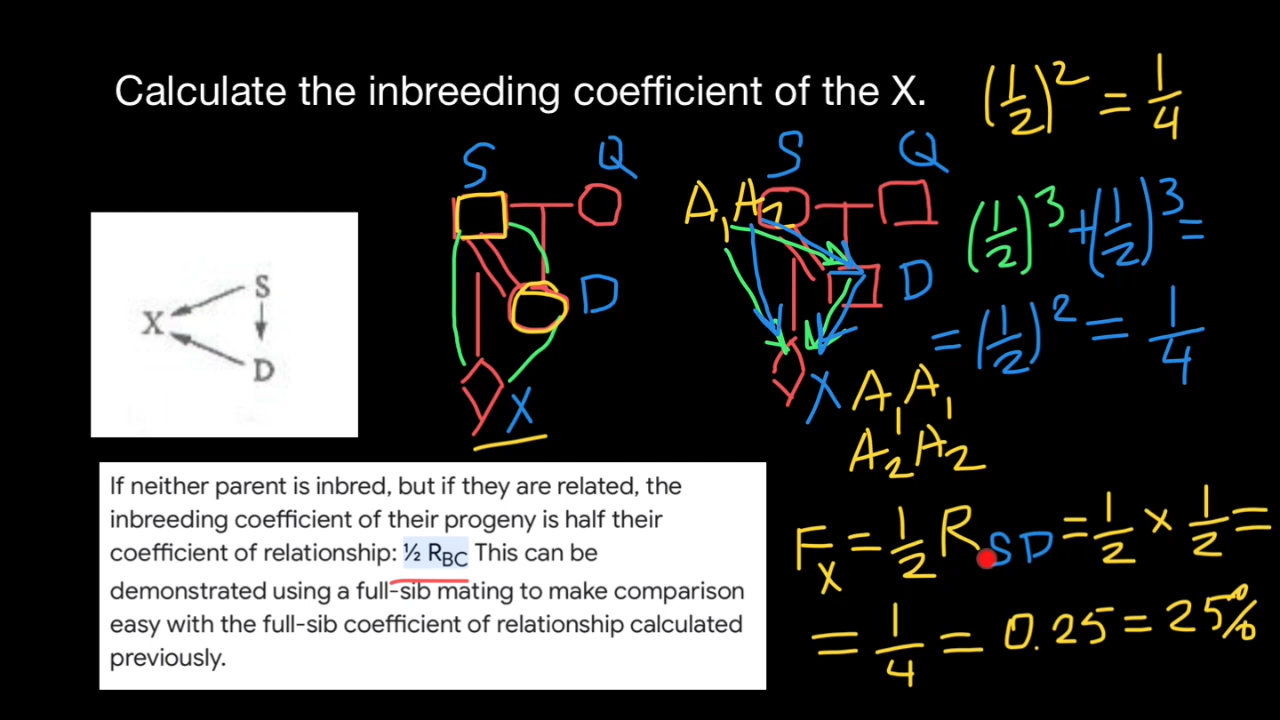 Calculate the inbreeding coefficient of the X.
(1/2)² = 1/4
S Q
D
X
S Q
A₁A₂
D
X
(1/2)³+(1/2)³=
=(1/2)²=1/4
A₁A₁
A₂A₂
X
S
D
If neither parent is inbred, but if they are related, the
inbreeding coefficient of their progeny is half their
coefficient of relationship: ½ R_BC This can be
demonstrated using a full-sib mating to make comparison
easy with the full-sib coefficient of relationship calculated
previously.
F_X = 1/2 R_SD = 1/2 × 1/2 =
= 1/4 = 0.25 = 25%